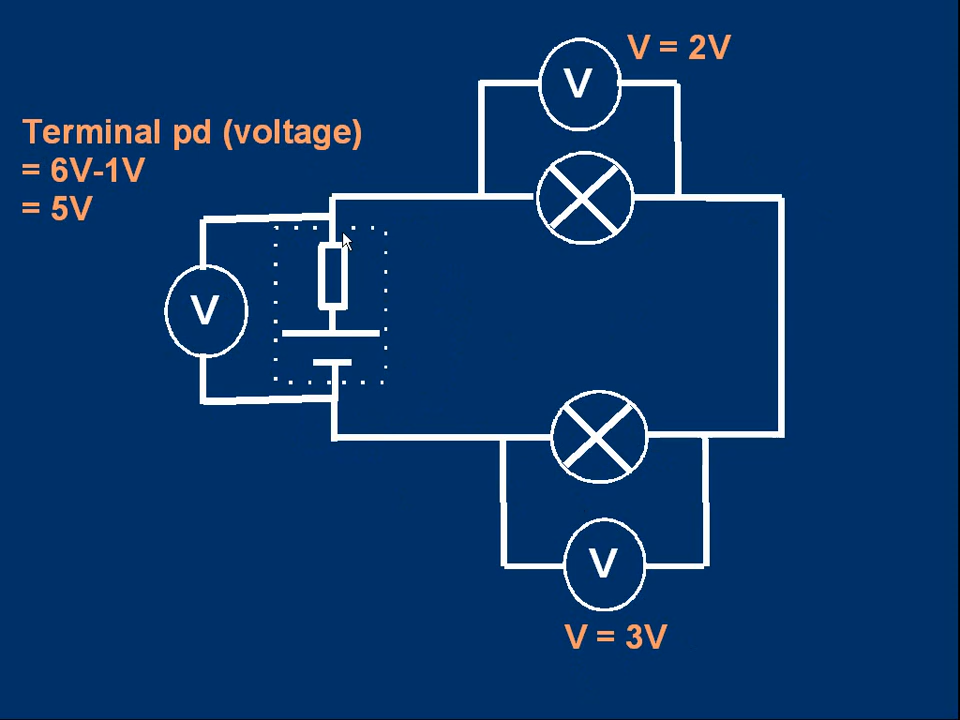 V = 2V
V
Terminal pd (voltage)
= 6V-1V
= 5V
V
V
V = 3V